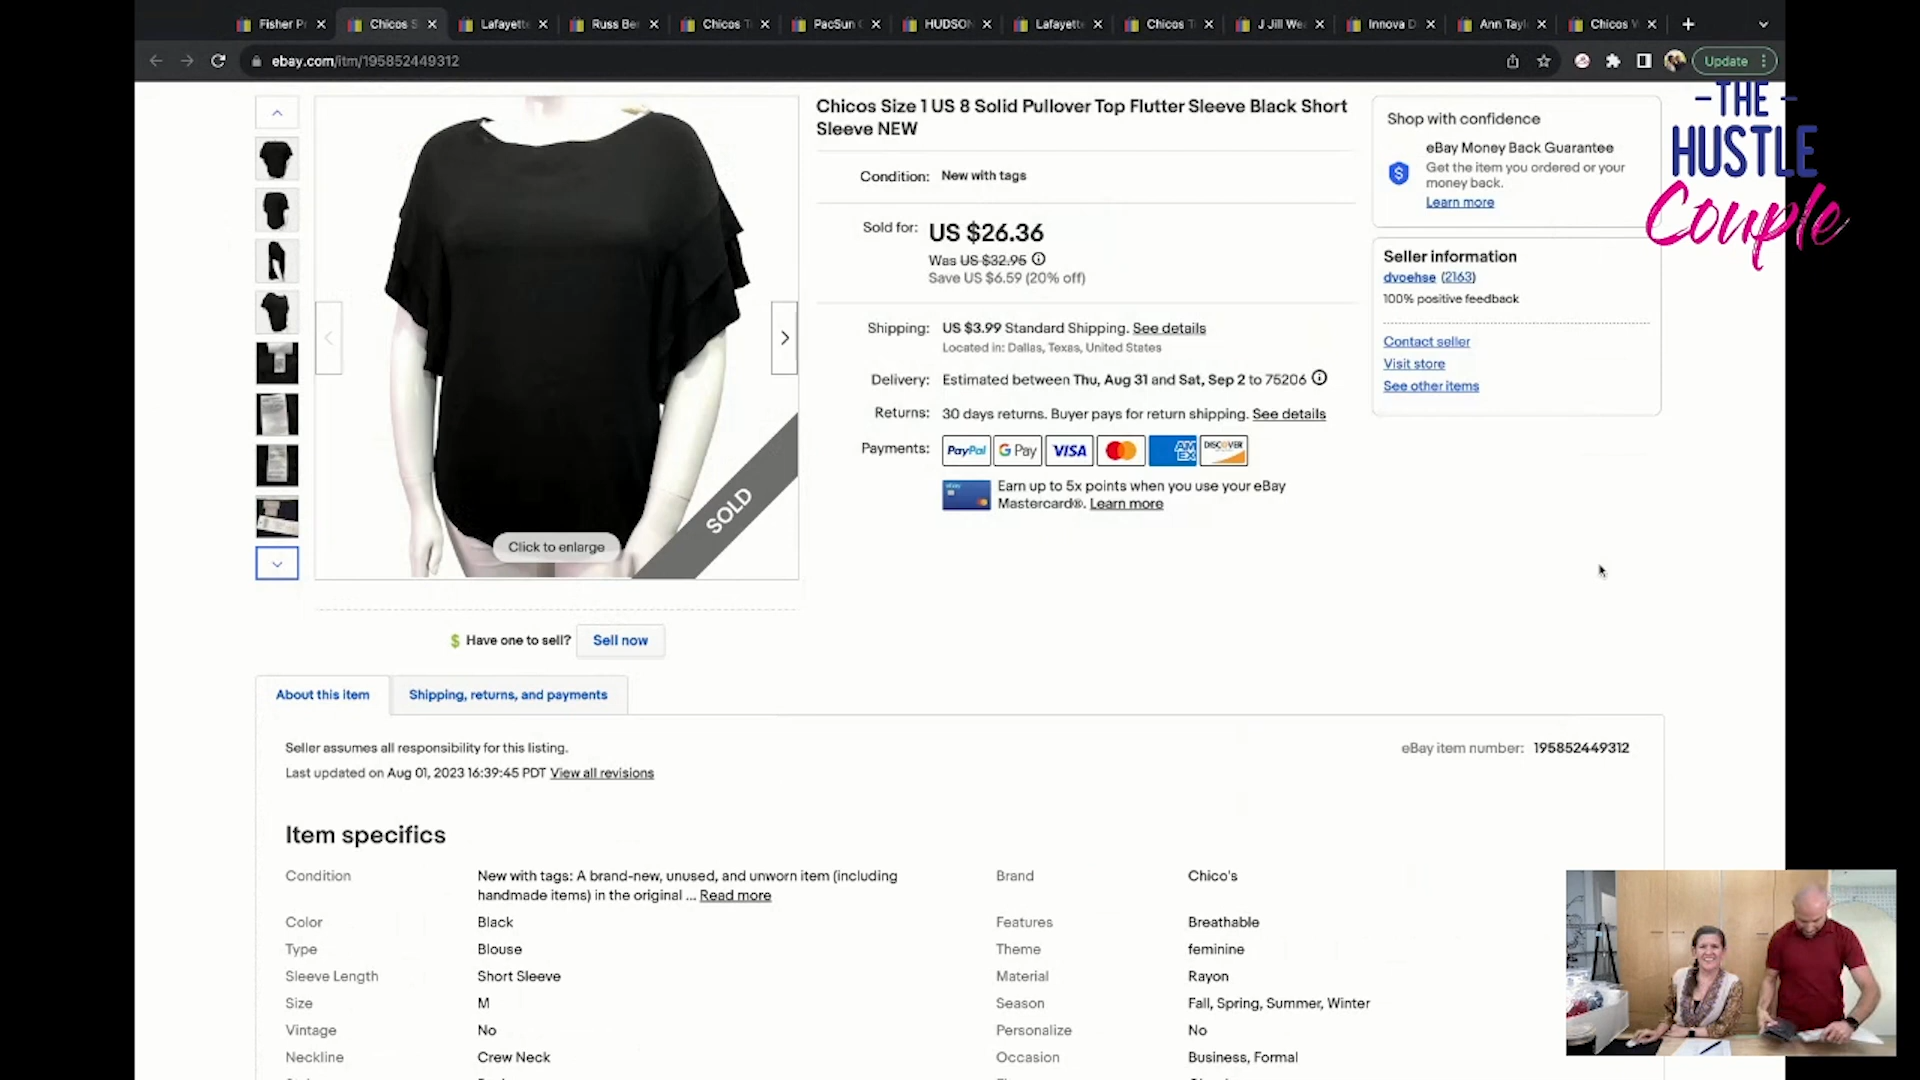 Fisher Pr
Chicos S
Lafayett
Russ Be
Chicos T
PacSun
HUDSON
Lafayett
Chicos T
J Jill We
Innova D
Ann Tayl
Chicos
ebay.com/itm/195852449312
Update
-THE-
HUSTLE
Couple
Chicos Size 1 US 8 Solid Pullover Top Flutter Sleeve Black Short
Sleeve NEW
Condition: New with tags
Sold for: US $26.36
Was US $32.95
Save US $6.59 (20% off)
Shipping: US $3.99 Standard Shipping. See details
Located in: Dallas, Texas, United States
Delivery: Estimated between Thu, Aug 31 and Sat, Sep 2 to 75206
Returns: 30 days returns. Buyer pays for return shipping. See details
Payments: PayPal G Pay VISA AM EX DISCOVER
Earn up to 5x points when you use your eBay
Mastercard®. Learn more
Shop with confidence
eBay Money Back Guarantee
Get the item you ordered or your
money back.
Learn more
Seller information
dvoehse (2163)
100% positive feedback
Contact seller
Visit store
See other items
SOLD
Click to enlarge
Have one to sell? Sell now
About this item
Shipping, returns, and payments
Seller assumes all responsibility for this listing.
Last updated on Aug 01, 2023 16:39:45 PDT View all revisions
eBay item number: 195852449312
Item specifics
Condition New with tags: A brand-new, unused, and unworn item (including
handmade items) in the original ... Read more
Brand Chico's
Color Black Features Breathable
Type Blouse Theme feminine
Sleeve Length Short Sleeve Material Rayon
Size M Season Fall, Spring, Summer, Winter
Vintage No Personalize No
Neckline Crew Neck Occasion Business, Formal